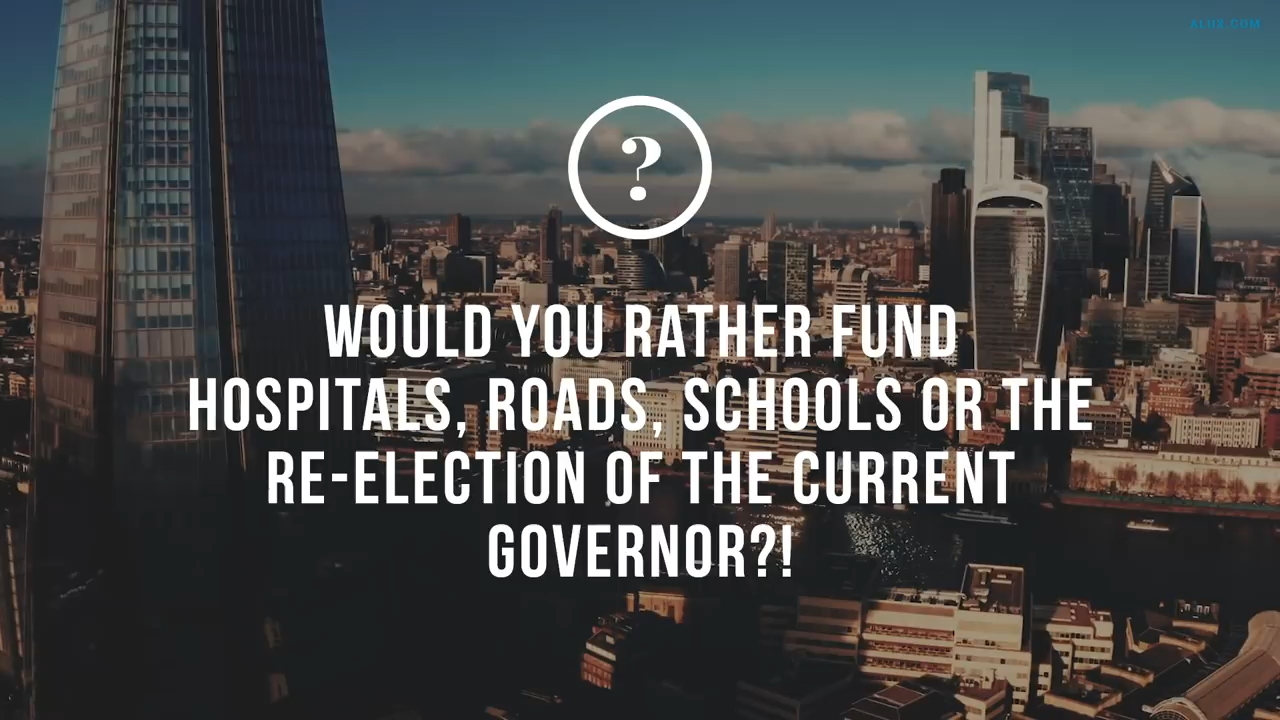 ALUX.COM
?
WOULD YOU RATHER FUND
HOSPITALS, ROADS, SCHOOLS OR THE
RE-ELECTION OF THE CURRENT
GOVERNOR?!